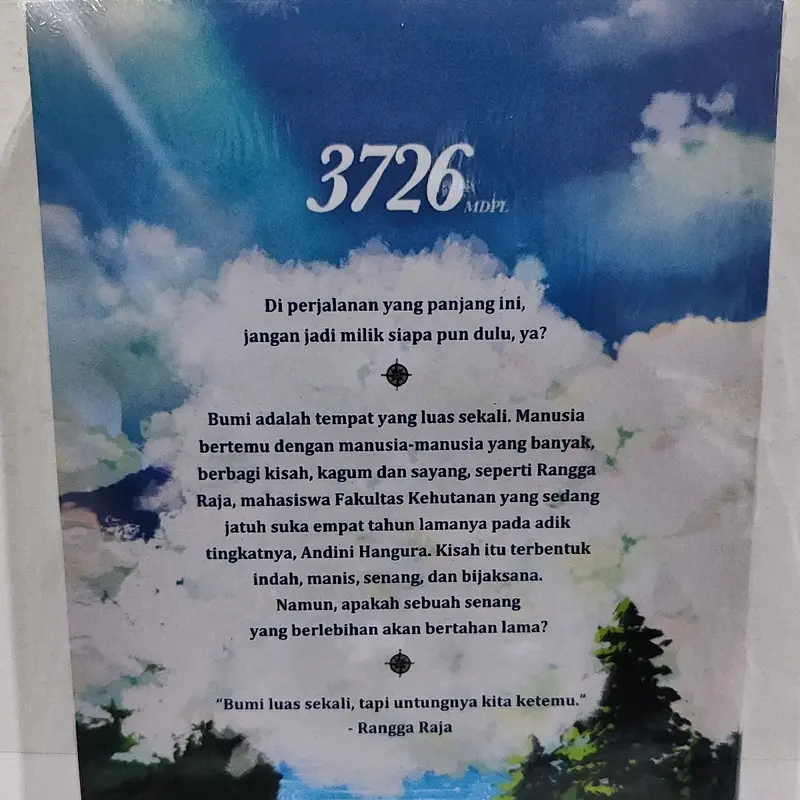 3726
MDPL
Di perjalanan yang panjang ini,
jangan jadi milik siapa pun dulu, ya?
Bumi adalah tempat yang luas sekali. Manusia
bertemu dengan manusia-manusia yang banyak,
berbagi kisah, kagum dan sayang, seperti Rangga
Raja, mahasiswa Fakultas Kehutanan yang sedang
jatuh suka empat tahun lamanya pada adik
tingkatnya, Andini Hangura. Kisah itu terbentuk
indah, manis, senang, dan bijaksana.
Namun, apakah sebuah senang
yang berlebihan akan bertahan lama?
“Bumi luas sekali, tapi untungnya kita ketemu.”
- Rangga Raja